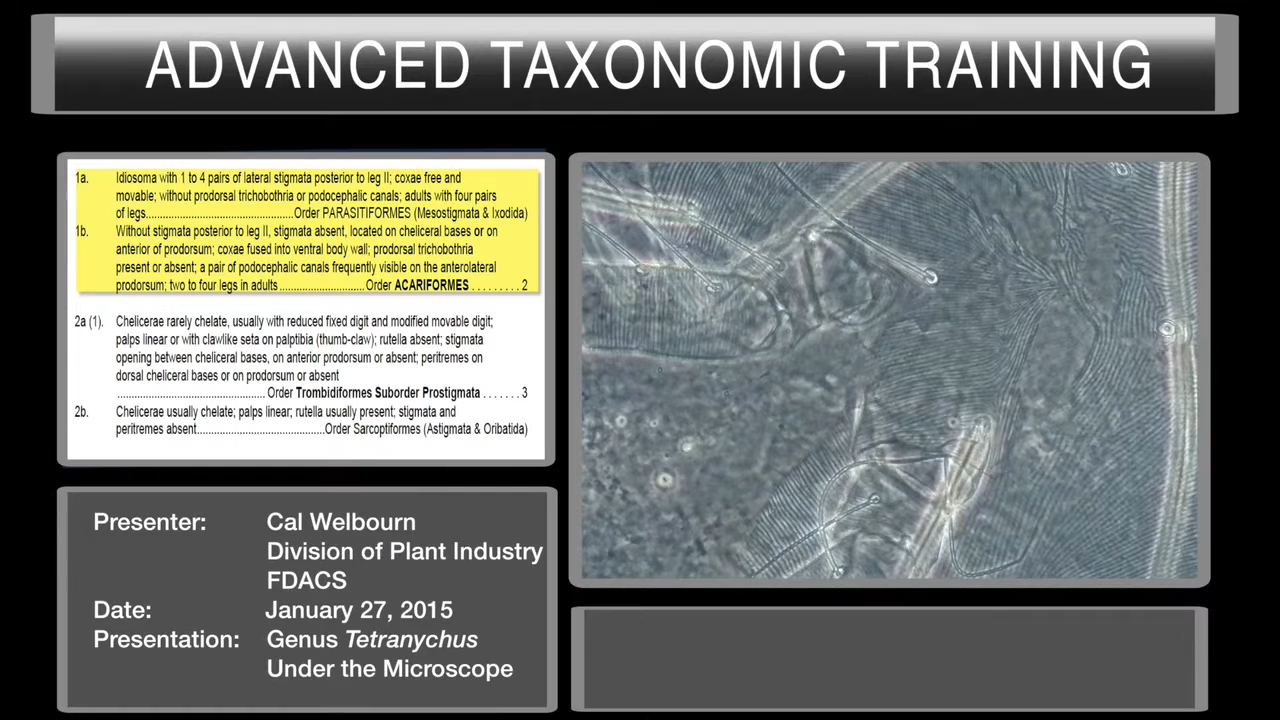 ADVANCED TAXONOMIC TRAINING
1a. Idiosoma with 1 to 4 pairs of lateral stigmata posterior to leg II; coxae free and
movable; without prodorsal trichobothria or podocephalic canals; adults with four pairs
of legs..................................................Order PARASITIFORMES (Mesostigmata & Ixodida)
1b. Without stigmata posterior to leg II, stigmata absent, located on cheliceral bases or on
anterior of prodorsum; coxae fused into ventral body wall; prodorsal trichobothria
present or absent; a pair of podocephalic canals frequently visible on the anterolateral
prodorsum; two to four legs in adults .............................Order ACARIFORMES . . . . . . . . 2
2a (1). Chelicerae rarely chelate, usually with reduced fixed digit and modified movable digit;
palps linear or with clawlike seta on palptibia (thumb-claw); rutella absent; stigmata
opening between cheliceral bases, on anterior prodorsum or absent; peritremes on
dorsal cheliceral bases or on prodorsum or absent
.................................................. Order Trombidiformes Suborder Prostigmata . . . . . . . 3
2b. Chelicerae usually chelate; palps linear; rutella usually present; stigmata and
peritremes absent...........................................Order Sarcoptiformes (Astigmata & Oribatida)
Presenter: Cal Welbourn
Division of Plant Industry
FDACS
Date: January 27, 2015
Presentation: Genus Tetranychus
Under the Microscope